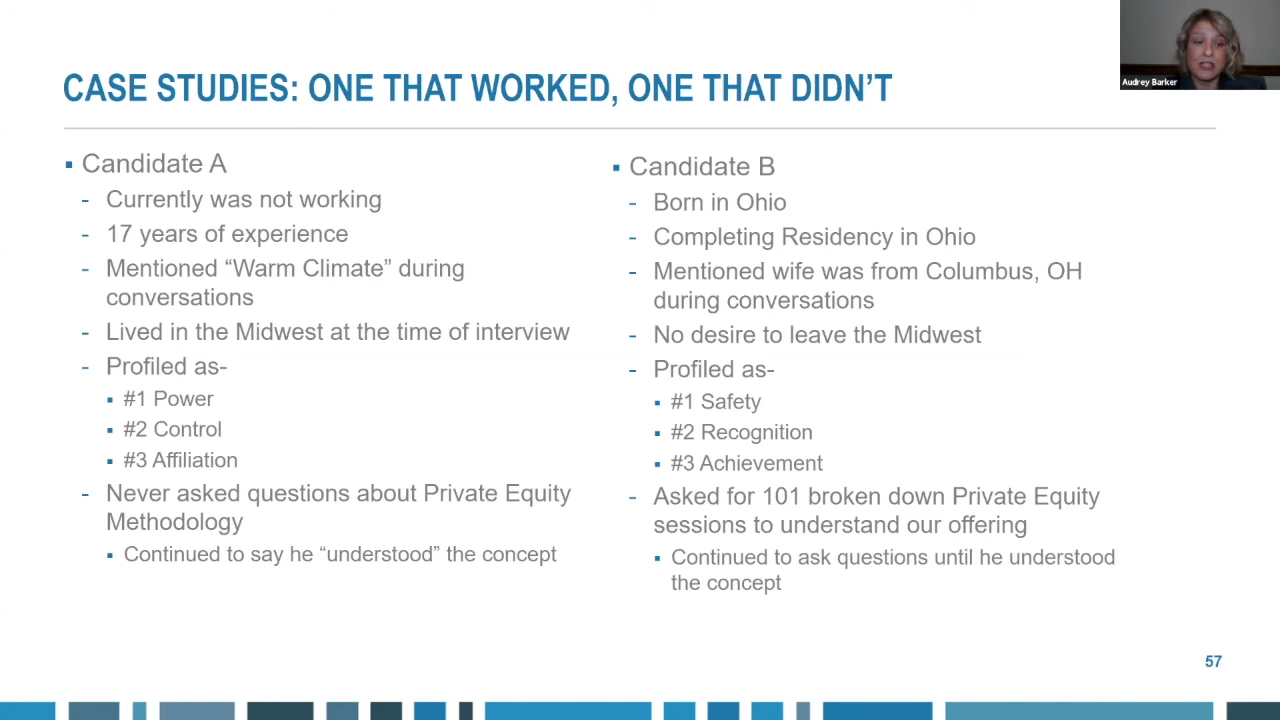 CASE STUDIES: ONE THAT WORKED, ONE THAT DIDN'T
Audrey Barker
▪ Candidate A
- Currently was not working
- 17 years of experience
- Mentioned “Warm Climate” during
conversations
- Lived in the Midwest at the time of interview
- Profiled as-
▪ #1 Power
▪ #2 Control
▪ #3 Affiliation
- Never asked questions about Private Equity
Methodology
▪ Continued to say he “understood” the concept
▪ Candidate B
- Born in Ohio
- Completing Residency in Ohio
- Mentioned wife was from Columbus, OH
during conversations
- No desire to leave the Midwest
- Profiled as-
▪ #1 Safety
▪ #2 Recognition
▪ #3 Achievement
- Asked for 101 broken down Private Equity
sessions to understand our offering
▪ Continued to ask questions until he understood
the concept
57